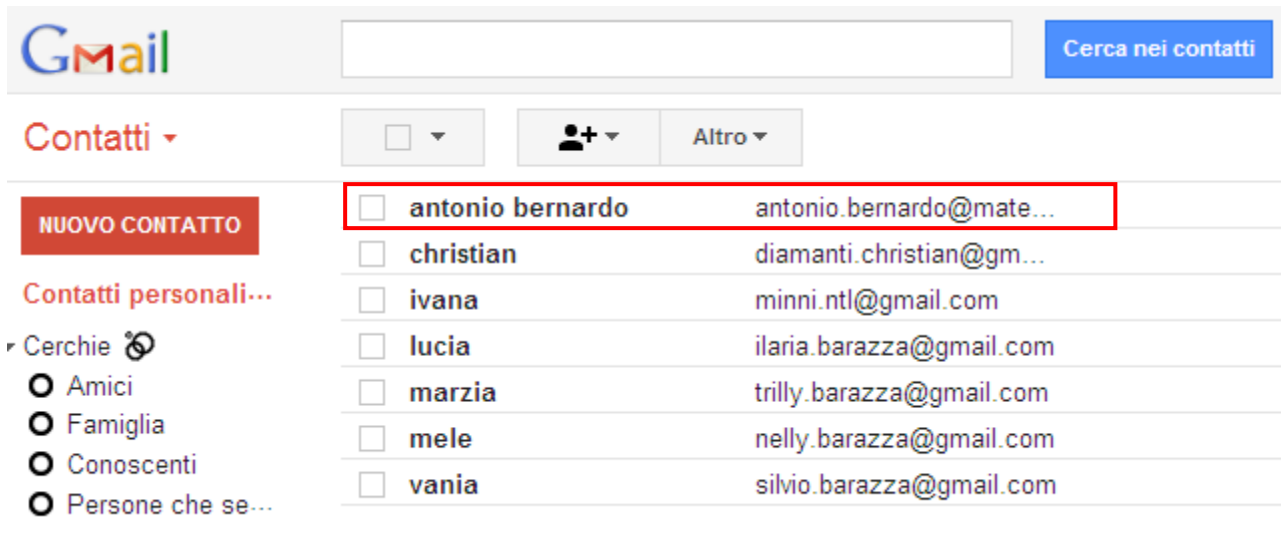 Gmail
Cerca nei contatti
Contatti
Altro
NUOVO CONTATTO
Contatti personali...
Cerchie
Amici
Famiglia
Conoscenti
Persone che se...
antonio bernardo antonio.bernardo@mate...
christian diamanti.christian@gm...
ivana minni.ntl@gmail.com
lucia ilaria.barazza@gmail.com
marzia trilly.barazza@gmail.com
mele nelly.barazza@gmail.com
vania silvio.barazza@gmail.com